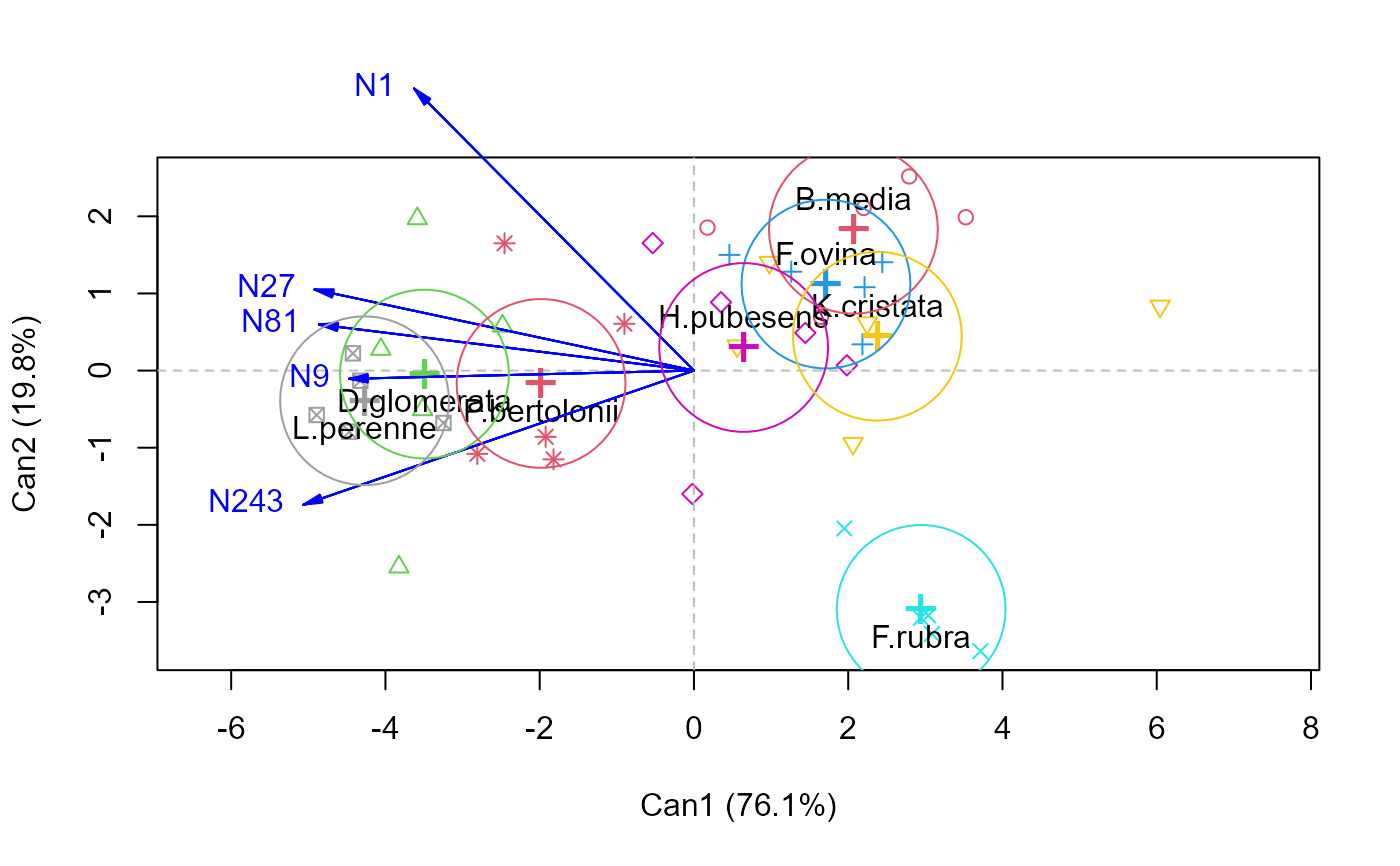 N1
B.media
2
F.ovina
N27
K.cristata
N81
1
H.pubesens
N9
0
D.glomerata
P.bertolonii
L.perenne
-1
N243
-2
-3
F.rubra
Can2 (19.8%)
-6 -4 -2 0 2 4 6 8
Can1 (76.1%)